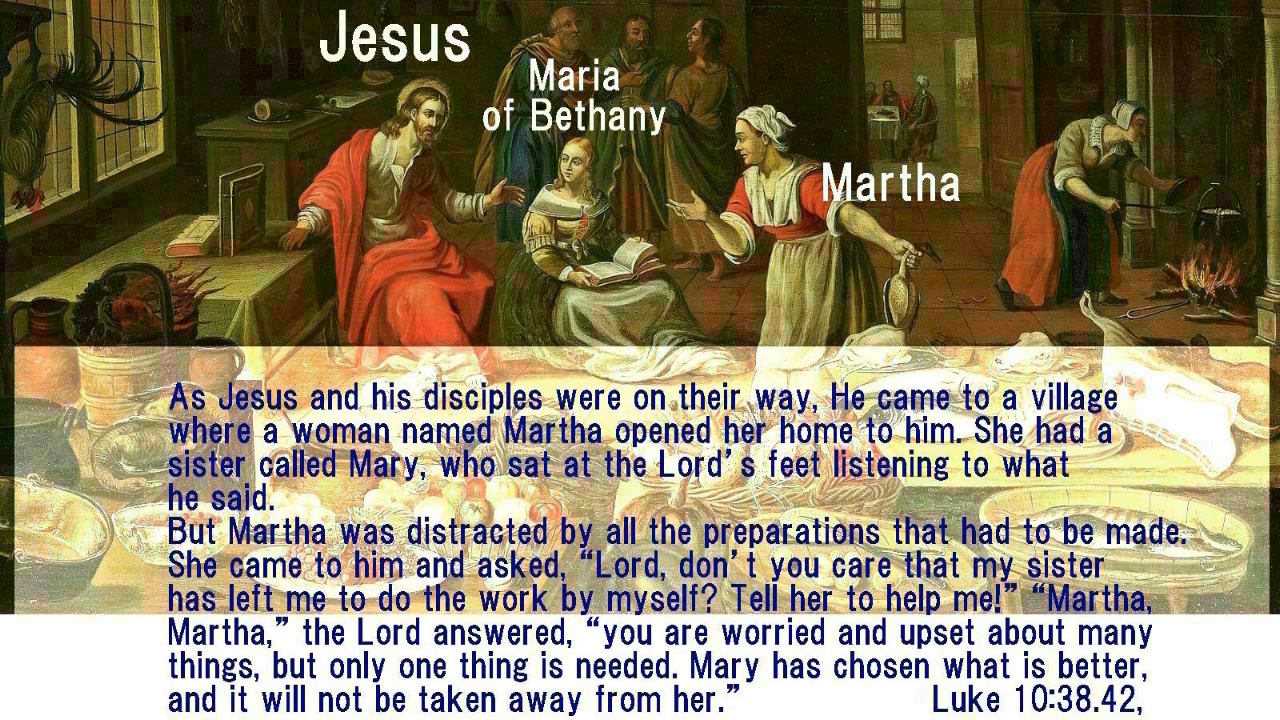 Jesus
Maria
of Bethany
Martha
As Jesus and his disciples were on their way, He came to a village
where a woman named Martha opened her home to him. She had a
sister called Mary, who sat at the Lord’s feet listening to what
he said.
But Martha was distracted by all the preparations that had to be made.
She came to him and asked, “Lord, don’t you care that my sister
has left me to do the work by myself? Tell her to help me!” “Martha,
Martha,” the Lord answered, “you are worried and upset about many
things, but only one thing is needed. Mary has chosen what is better,
and it will not be taken away from her.” Luke 10:38.42,